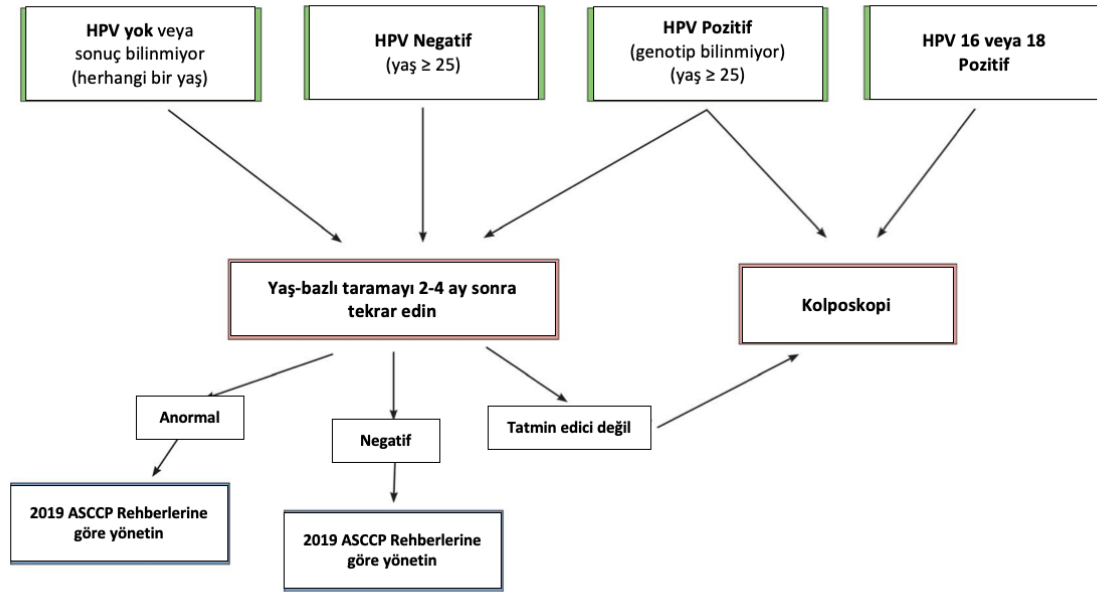 HPV yok veya
sonuç bilinmiyor
(herhangi bir yaş)
HPV Negatif
(yaş ≥ 25)
HPV Pozitif
(genotip bilinmiyor)
(yaş ≥ 25)
HPV 16 veya 18
Pozitif
Yaş-bazlı taramayı 2-4 ay sonra
tekrar edin
Kolposkopi
Anormal
Negatif
Tatmin edici değil
2019 ASCCP Rehberlerine
göre yönetin
2019 ASCCP Rehberlerine
göre yönetin